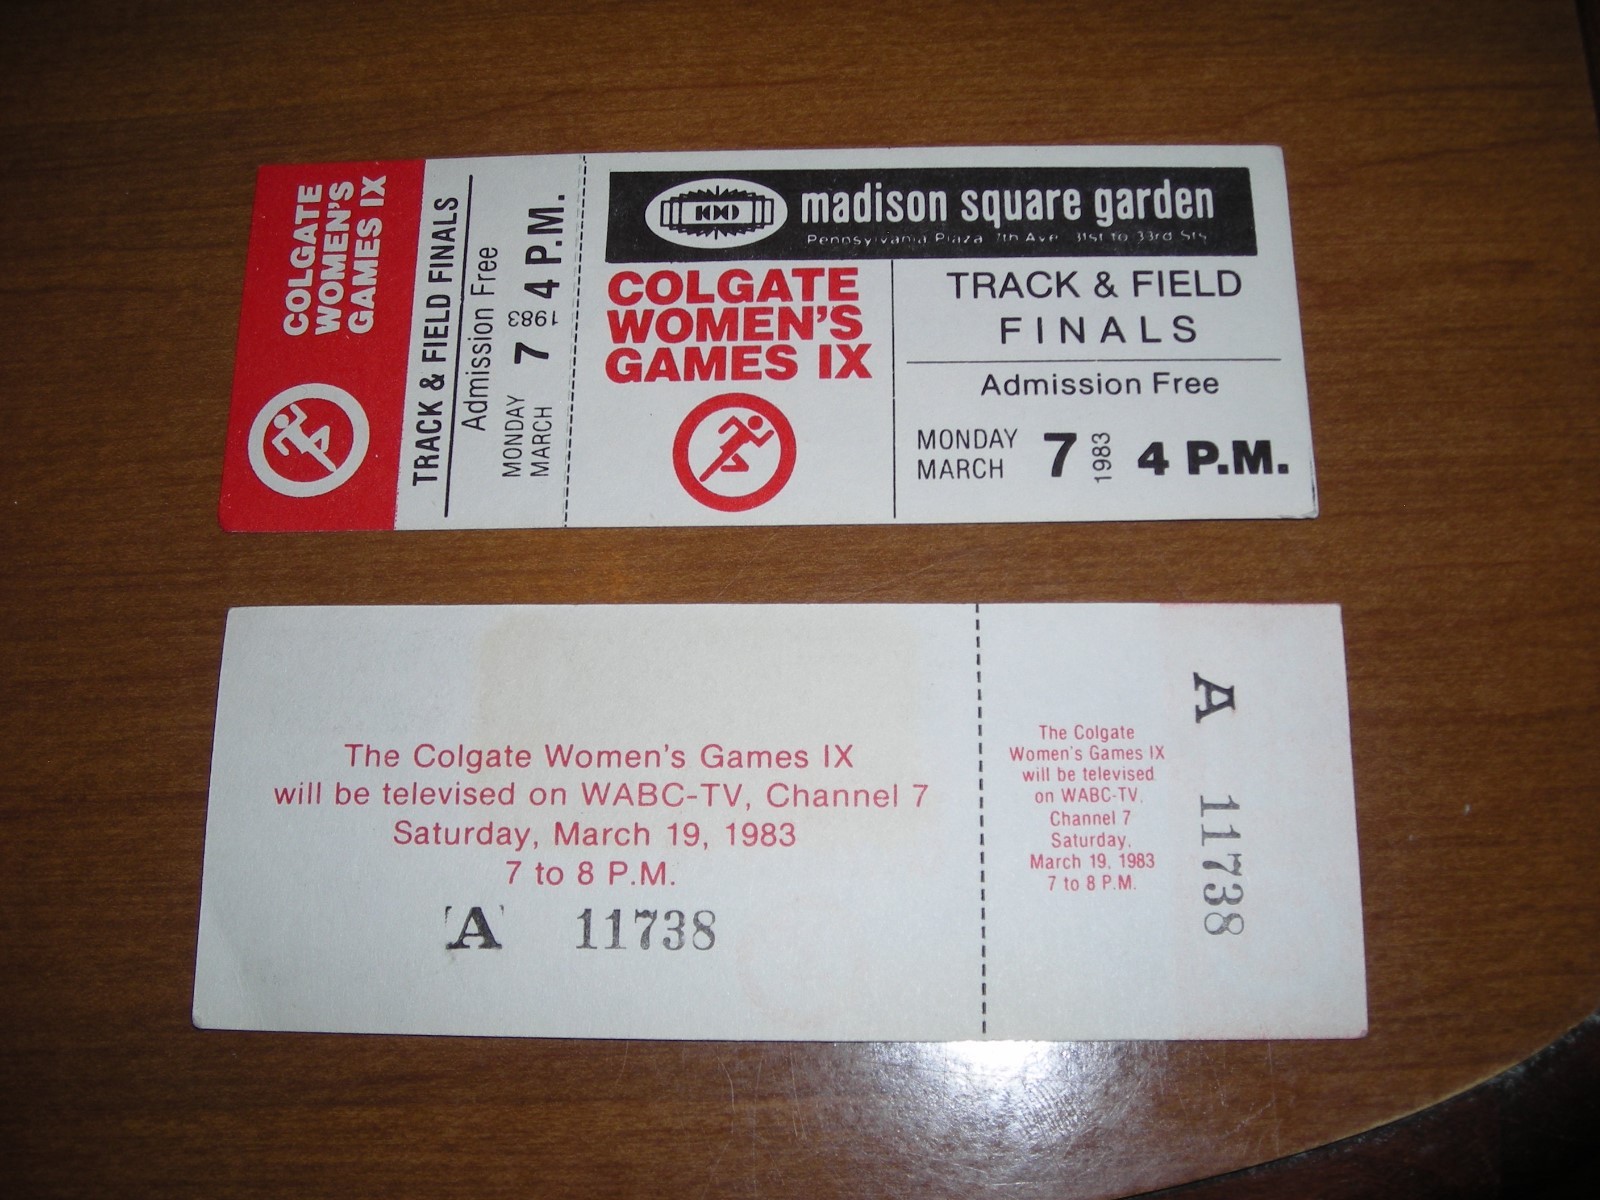 COLGATE
WOMEN'S
GAMES IX
TRACK & FIELD FINALS
Admission Free
MONDAY
MARCH
7
1983
4 P.M.
100
madison square garden
Pennsylvania Plaza 7th Ave 31st to 33rd Sts
COLGATE
WOMEN'S
GAMES IX
TRACK & FIELD
FINALS
Admission Free
MONDAY
MARCH
7
1983
4 P.M.
The Colgate Women's Games IX
will be televised on WABC-TV, Channel 7
Saturday, March 19, 1983
7 to 8 P.M.
A 11738
The Colgate
Women's Games IX
will be televised
on WABC-TV,
Channel 7
Saturday,
March 19, 1983
7 to 8 P.M.
A 11738